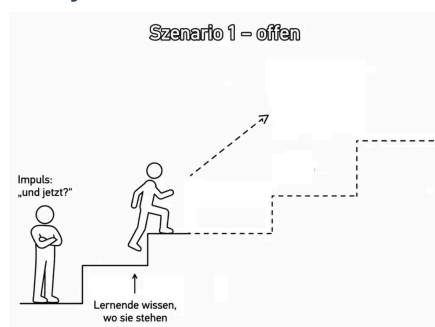 Szenario 1 – offen
Impuls:
„und jetzt?"
Lernende wissen,
wo sie stehen